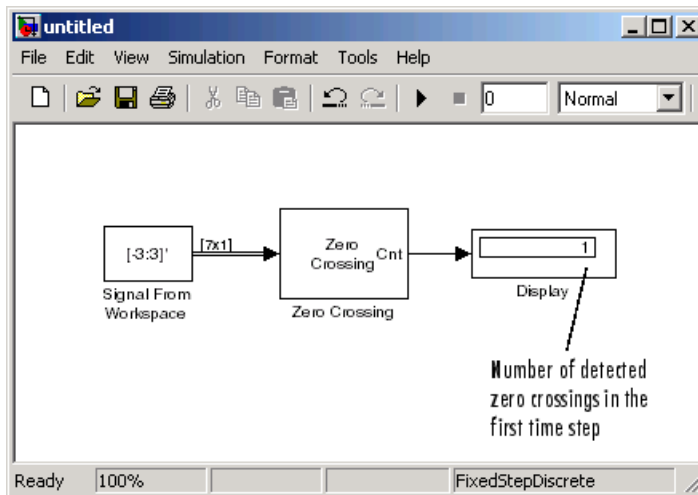 untitled
File Edit View Simulation Format Tools Help
0 Normal
[-3:3]'
[7x1]
Zero
Crossing
Cnt
1
Signal From
Workspace
Zero Crossing
Display
Number of detected
zero crossings in the
first time step
Ready 100% FixedStepDiscrete